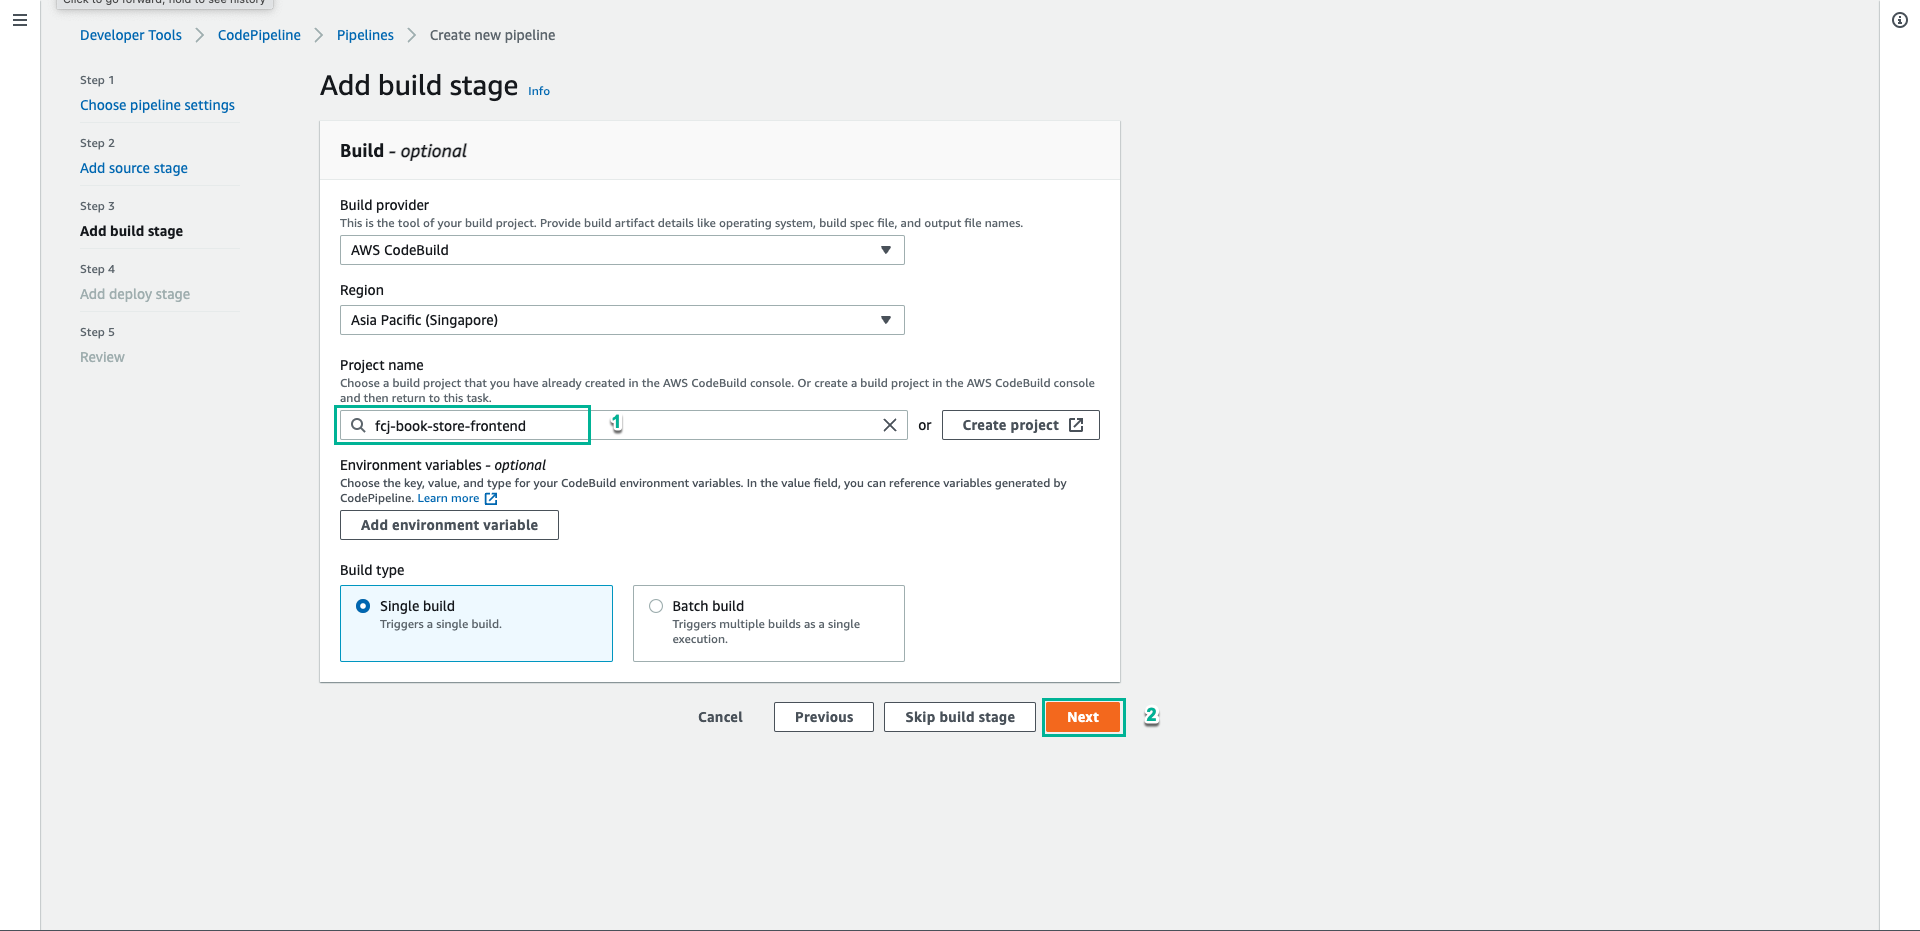 Click to go forward, hold to see history
Developer Tools > CodePipeline > Pipelines > Create new pipeline
Step 1
Choose pipeline settings
Step 2
Add source stage
Step 3
Add build stage
Step 4
Add deploy stage
Step 5
Review
Add build stage Info
Build - optional
Build provider
This is the tool of your build project. Provide build artifact details like operating system, build spec file, and output file names.
AWS CodeBuild
Region
Asia Pacific (Singapore)
Project name
Choose a build project that you have already created in the AWS CodeBuild console. Or create a build project in the AWS CodeBuild console
and then return to this task.
fcj-book-store-frontend 1 or Create project
Environment variables - optional
Choose the key, value, and type for your CodeBuild environment variables. In the value field, you can reference variables generated by
CodePipeline. Learn more
Add environment variable
Build type
Single build
Triggers a single build.
Batch build
Triggers multiple builds as a single
execution.
Cancel Previous Skip build stage Next 2